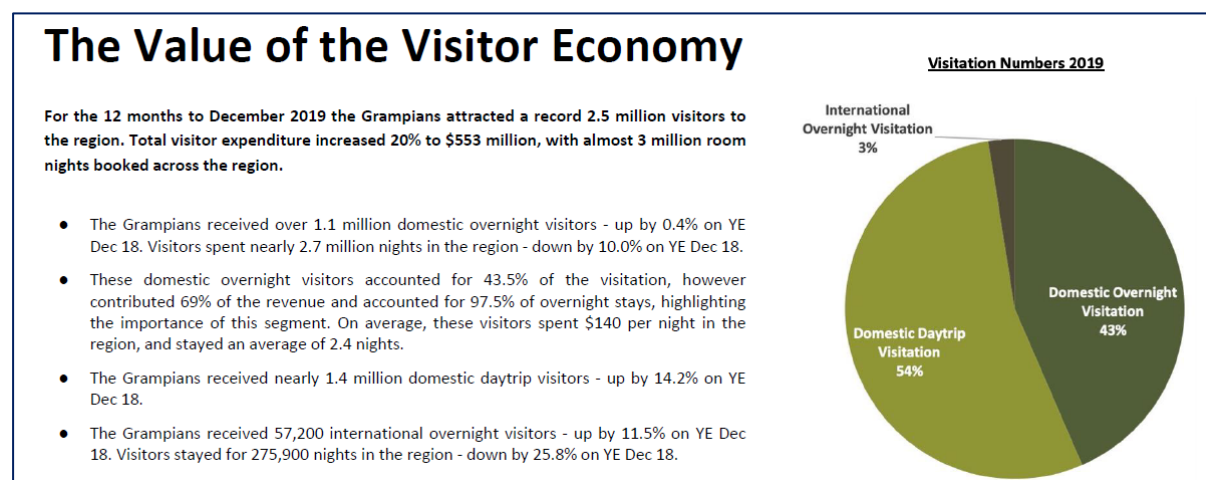 The Value of the Visitor Economy
For the 12 months to December 2019 the Grampians attracted a record 2.5 million visitors to
the region. Total visitor expenditure increased 20% to $553 million, with almost 3 million room
nights booked across the region.
● The Grampians received over 1.1 million domestic overnight visitors - up by 0.4% on YE
Dec 18. Visitors spent nearly 2.7 million nights in the region - down by 10.0% on YE Dec 18.
● These domestic overnight visitors accounted for 43.5% of the visitation, however
contributed 69% of the revenue and accounted for 97.5% of overnight stays, highlighting
the importance of this segment. On average, these visitors spent $140 per night in the
region, and stayed an average of 2.4 nights.
● The Grampians received nearly 1.4 million domestic daytrip visitors - up by 14.2% on YE
Dec 18.
● The Grampians received 57,200 international overnight visitors - up by 11.5% on YE Dec
18. Visitors stayed for 275,900 nights in the region - down by 25.8% on YE Dec 18.
Visitation Numbers 2019
International
Overnight Visitation
3%
Domestic Overnight
Visitation
43%
Domestic Daytrip
Visitation
54%